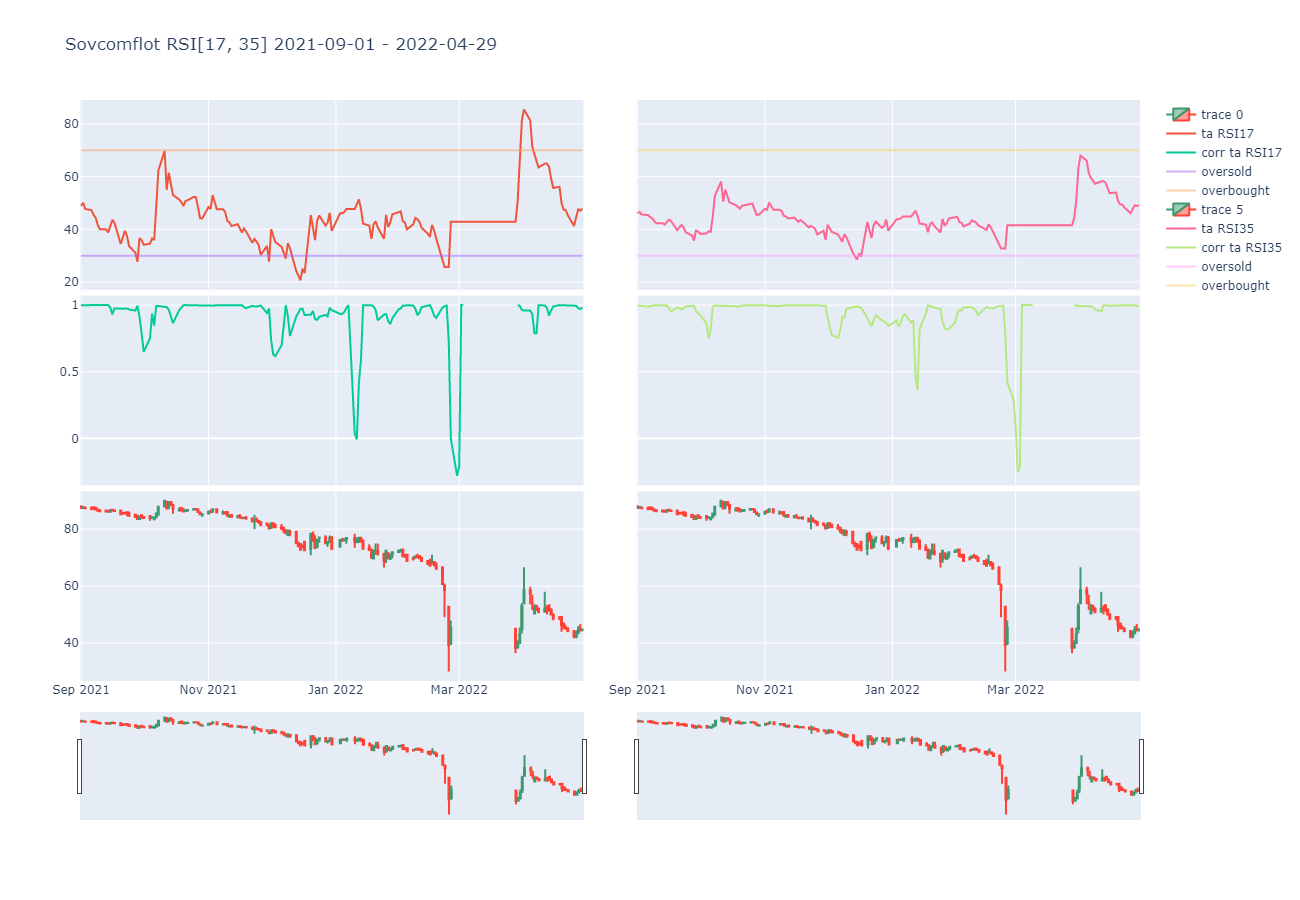 Sovcomflot RSI[17, 35] 2021-09-01 - 2022-04-29
80
60
40
20
1
0.5
0
80
60
40
Sep 2021 Nov 2021 Jan 2022 Mar 2022
Sep 2021 Nov 2021 Jan 2022 Mar 2022
trace 0
ta RSI17
corr ta RSI17
oversold
overbought
trace 5
ta RSI35
corr ta RSI35
oversold
overbought